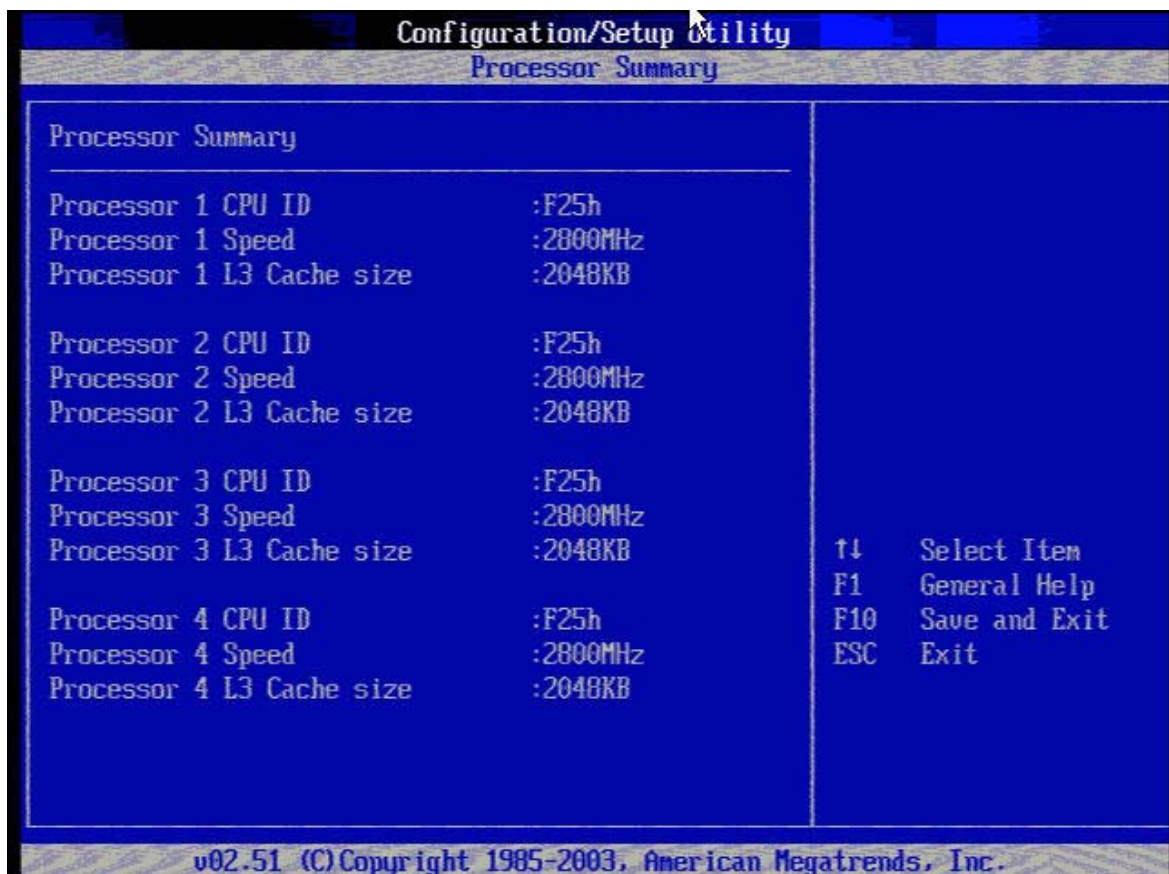 Configuration/Setup Utility
Processor Summary
Processor Summary
Processor 1 CPU ID :F25h
Processor 1 Speed :2800MHz
Processor 1 L3 Cache size :2048KB
Processor 2 CPU ID :F25h
Processor 2 Speed :2800MHz
Processor 2 L3 Cache size :2048KB
Processor 3 CPU ID :F25h
Processor 3 Speed :2800MHz
Processor 3 L3 Cache size :2048KB
Processor 4 CPU ID :F25h
Processor 4 Speed :2800MHz
Processor 4 L3 Cache size :2048KB
↑↓ Select Item
F1 General Help
F10 Save and Exit
ESC Exit
v02.51 (C)Copyright 1985-2003, American Megatrends, Inc.